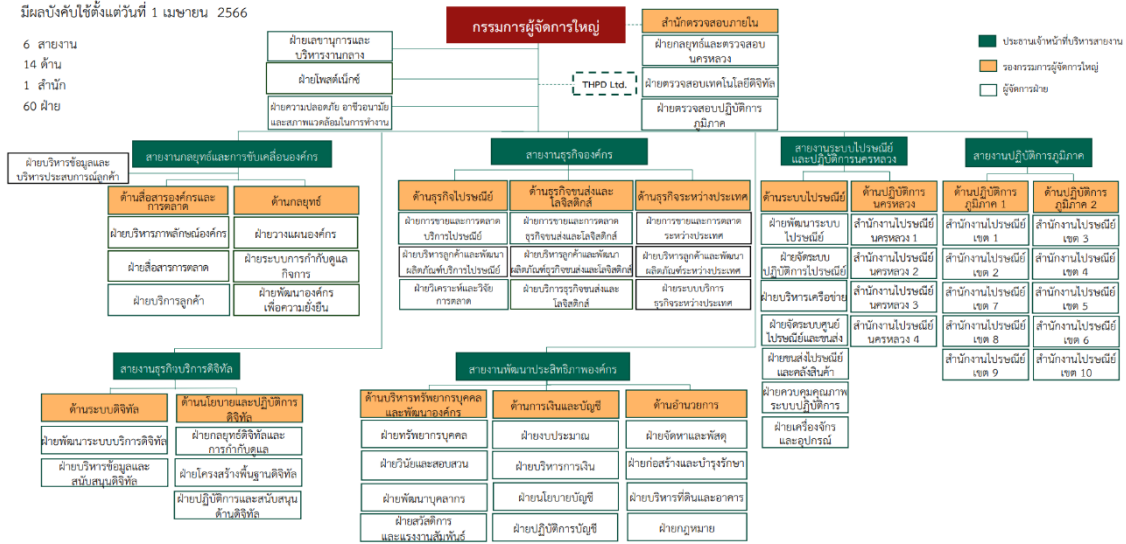 มีผลบังคับใช้ตั้งแต่วันที่ 1 เมษายน 2566
6 สายงาน
14 ด้าน
1 สำนัก
60 ฝ่าย
กรรมการผู้จัดการใหญ่
สำนักตรวจสอบภายใน
ฝ่ายกลยุทธ์และตรวจสอบ
นครหลวง
ฝ่ายตรวจสอบเทคโนโลยีดิจิทัล
ฝ่ายตรวจสอบปฏิบัติการ
ภูมิภาค
ฝ่ายเลขานุการและ
บริหารงานกลาง
ฝ่ายไพสต์เน็กซ์
ฝ่ายความปลอดภัย อาชีวอนามัย
และสภาพแวดล้อมในการทำงาน
THPD Ltd.
ประธานเจ้าหน้าที่บริหารสายงาน
รองกรรมการผู้จัดการใหญ่
ผู้จัดการฝ่าย
สายงานกลยุทธ์และการขับเคลื่อนองค์กร
ฝ่ายบริหารข้อมูลและ
บริหารประสบการณ์ลูกค้า
ด้านสื่อสารองค์กรและ
การตลาด
ฝ่ายบริหารภาพลักษณ์องค์กร
ฝ่ายสื่อสารการตลาด
ฝ่ายบริการลูกค้า
ด้านกลยุทธ์
ฝ่ายวางแผนองค์กร
ฝ่ายระบบการกำกับดูแล
กิจการ
ฝ่ายพัฒนาองค์กร
เพื่อความยั่งยืน
สายงานธุรกิจองค์กร
ด้านธุรกิจไปรษณีย์
ฝ่ายการขายและการตลาด
บริการไปรษณีย์
ฝ่ายบริหารลูกค้าและพัฒนา
ผลิตภัณฑ์บริการไปรษณีย์
ฝ่ายวิเคราะห์และวิจัย
การตลาด
ด้านธุรกิจขนส่งและ
โลจิสติกส์
ฝ่ายการขายและการตลาด
ธุรกิจขนส่งและโลจิสติกส์
ฝ่ายบริหารลูกค้าและพัฒนา
ผลิตภัณฑ์ธุรกิจขนส่งและโลจิสติกส์
ฝ่ายบริการธุรกิจขนส่งและ
โลจิสติกส์
ด้านธุรกิจระหว่างประเทศ
ฝ่ายการขายและการตลาด
ระหว่างประเทศ
ฝ่ายบริหารลูกค้าและพัฒนา
ผลิตภัณฑ์ระหว่างประเทศ
ฝ่ายระบบบริการ
ธุรกิจระหว่างประเทศ
สายงานระบบไปรษณีย์
และปฏิบัติการนครหลวง
ด้านระบบไปรษณีย์
ฝ่ายพัฒนาระบบ
ไปรษณีย์
ฝ่ายจัดระบบ
ปฏิบัติการไปรษณีย์
ฝ่ายบริหารเครือข่าย
ฝ่ายจัดระบบศูนย์
ไปรษณีย์และขนส่ง
ฝ่ายขนส่งไปรษณีย์
และคลังสินค้า
ฝ่ายควบคุมคุณภาพ
ระบบปฏิบัติการ
ฝ่ายเครื่องจักร
และอุปกรณ์
ด้านปฏิบัติการ
นครหลวง
สำนักงานไปรษณีย์
นครหลวง 1
สำนักงานไปรษณีย์
นครหลวง 2
สำนักงานไปรษณีย์
นครหลวง 3
สำนักงานไปรษณีย์
นครหลวง 4
สายงานปฏิบัติการภูมิภาค
ด้านปฏิบัติการ
ภูมิภาค 1
สำนักงานไปรษณีย์
เขต 1
สำนักงานไปรษณีย์
เขต 2
สำนักงานไปรษณีย์
เขต 7
สำนักงานไปรษณีย์
เขต 8
สำนักงานไปรษณีย์
เขต 9
ด้านปฏิบัติการ
ภูมิภาค 2
สำนักงานไปรษณีย์
เขต 3
สำนักงานไปรษณีย์
เขต 4
สำนักงานไปรษณีย์
เขต 5
สำนักงานไปรษณีย์
เขต 6
สำนักงานไปรษณีย์
เขต 10
สายงานธุรกิจบริการดิจิทัล
ด้านระบบดิจิทัล
ฝ่ายพัฒนาระบบบริการดิจิทัล
ฝ่ายบริหารข้อมูลและ
สนับสนุนดิจิทัล
ด้านนโยบายและปฏิบัติการ
ดิจิทัล
ฝ่ายกลยุทธ์ดิจิทัลและ
การกำกับดูแล
ฝ่ายโครงสร้างพื้นฐานดิจิทัล
ฝ่ายปฏิบัติการและสนับสนุน
ด้านดิจิทัล
สายงานพัฒนาประสิทธิภาพองค์กร
ด้านบริหารทรัพยากรบุคคล
และพัฒนาองค์กร
ฝ่ายทรัพยากรบุคคล
ฝ่ายวินัยและสอบสวน
ฝ่ายพัฒนาบุคลากร
ฝ่ายสวัสดิการ
และแรงงานสัมพันธ์
ด้านการเงินและบัญชี
ฝ่ายงบประมาณ
ฝ่ายบริหารการเงิน
ฝ่ายนโยบายบัญชี
ฝ่ายปฏิบัติการบัญชี
ด้านอำนวยการ
ฝ่ายจัดหาและพัสดุ
ฝ่ายก่อสร้างและบำรุงรักษา
ฝ่ายบริหารที่ดินและอาคาร
ฝ่ายกฎหมาย